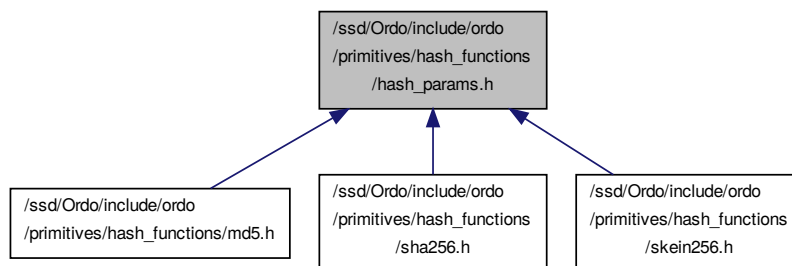 /ssd/Ordo/include/ordo
/primitives/hash_functions
/hash_params.h
/ssd/Ordo/include/ordo
/primitives/hash_functions/md5.h
/ssd/Ordo/include/ordo
/primitives/hash_functions
/sha256.h
/ssd/Ordo/include/ordo
/primitives/hash_functions
/skein256.h